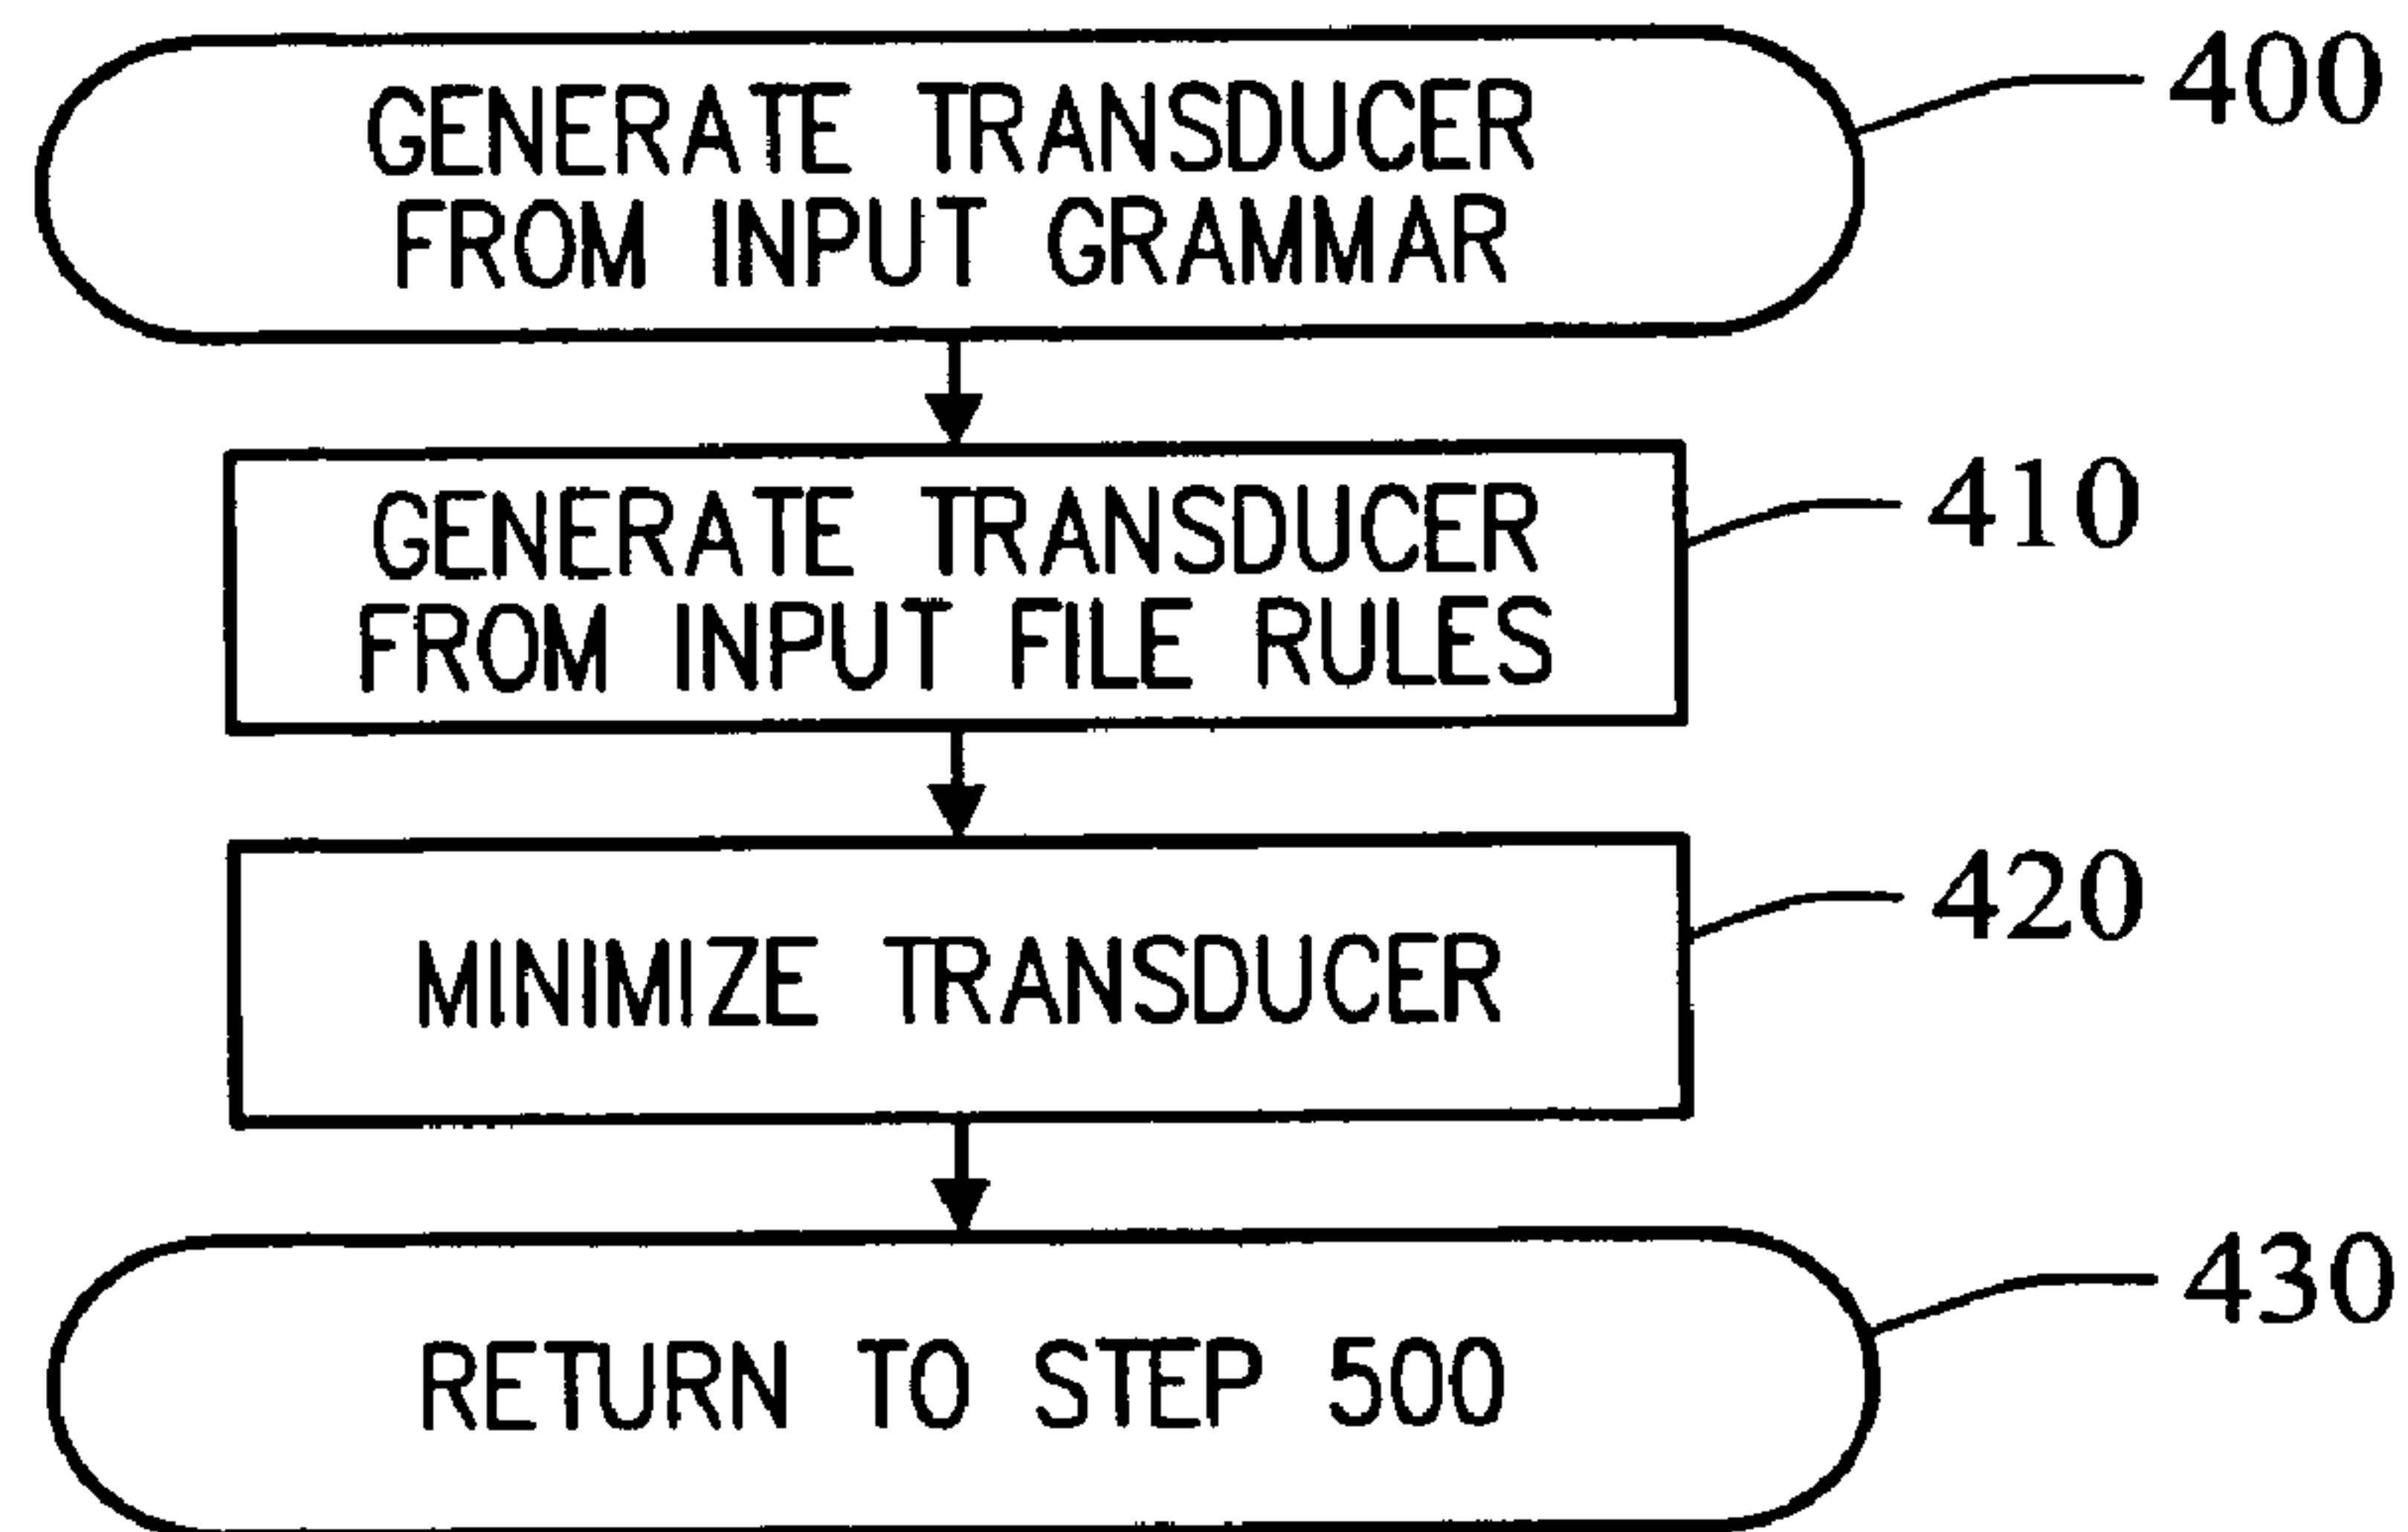 GENERATE TRANSDUCER
FROM INPUT GRAMMAR
400
GENERATE TRANSDUCER
FROM INPUT FILE RULES
410
MINIMIZE TRANSDUCER
420
RETURN TO STEP 500
430